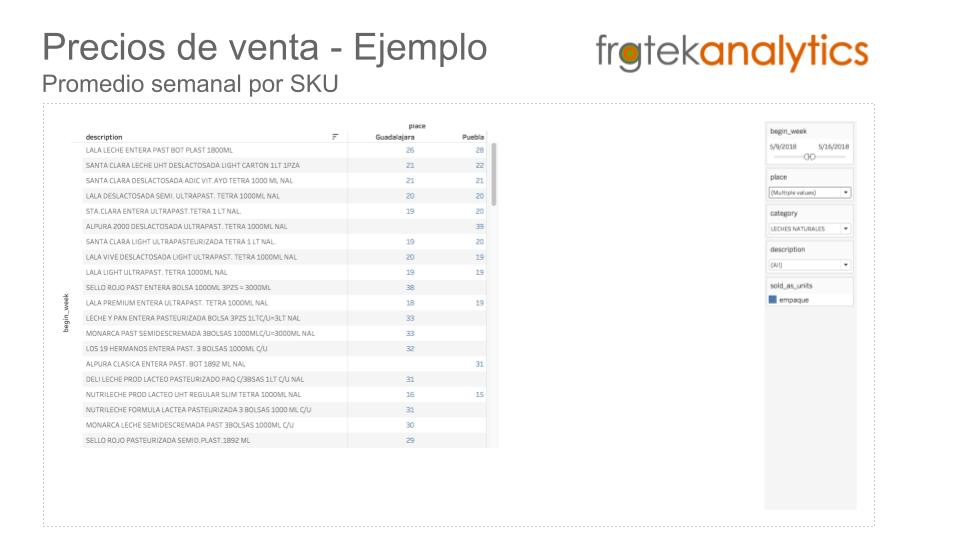 Precios de venta - Ejemplo
frogtekanalytics
Promedio semanal por SKU
place
description Guadalajara Puebla
LALA LECHE ENTERA PAST BOT PLAST 1800ML 26 28
SANTA CLARA LECHE UHT DESLACTOSADA LIGHT CARTON 1LT 1PZA 21 22
SANTA CLARA DESLACTOSADA ADIC VIT.AYD TETRA 1000 ML NAL 21 21
LALA DESLACTOSADA SEMI. ULTRAPAST. TETRA 1000ML NAL 20 20
STA.CLARA ENTERA ULTRAPAST.TETRA 1 LT NAL. 19 20
ALPURA 2000 DESLACTOSADA ULTRAPAST. TETRA 1000ML NAL 39
SANTA CLARA LIGHT ULTRAPASTEURIZADA TETRA 1 LT NAL. 19 20
LALA VIVE DESLACTOSADA LIGHT ULTRAPAST. TETRA 1000ML NAL 20 19
LALA LIGHT ULTRAPAST. TETRA 1000ML NAL 19 19
SELLO ROJO PAST ENTERA BOLSA 1000ML 3PZS = 3000ML 38
LALA PREMIUM ENTERA ULTRAPAST. TETRA 1000ML NAL 18 19
LECHE Y PAN ENTERA PASTEURIZADA BOLSA 3PZS 1LTC/U=3LT NAL 33
MONARCA PAST SEMIDESCREMADA 3BOLSAS 1000MLC/U=3000ML NAL 33
LOS 19 HERMANOS ENTERA PAST. 3 BOLSAS 1000ML C/U 32
ALPURA CLASICA ENTERA PAST. BOT 1892 ML NAL 31
DELI LECHE PROD LACTEO PASTEURIZADO PAQ C/3BSAS 1LT C/U NAL 31
NUTRILECHE PROD LACTEO UHT REGULAR SLIM TETRA 1000ML NAL 16 15
NUTRILECHE FORMULA LACTEA PASTEURIZADA 3 BOLSAS 1000 ML C/U 31
MONARCA LECHE SEMIDESCREMADA PAST 3BOLSAS 1000ML C/U 30
SELLO ROJO PASTEURIZADA SEMID.PLAST.1892 ML 29
begin_week
begin_week
5/9/2018 5/16/2018
place
(Multiple values)
category
LECHES NATURALES
description
(All)
sold_as_units
empaque